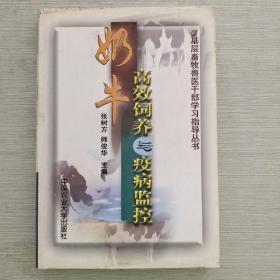 基层畜牧兽医干部学习指导丛书
奶牛
高效饲养与疫病监控
张树方 师俊华 主编
中国农业大学出版社